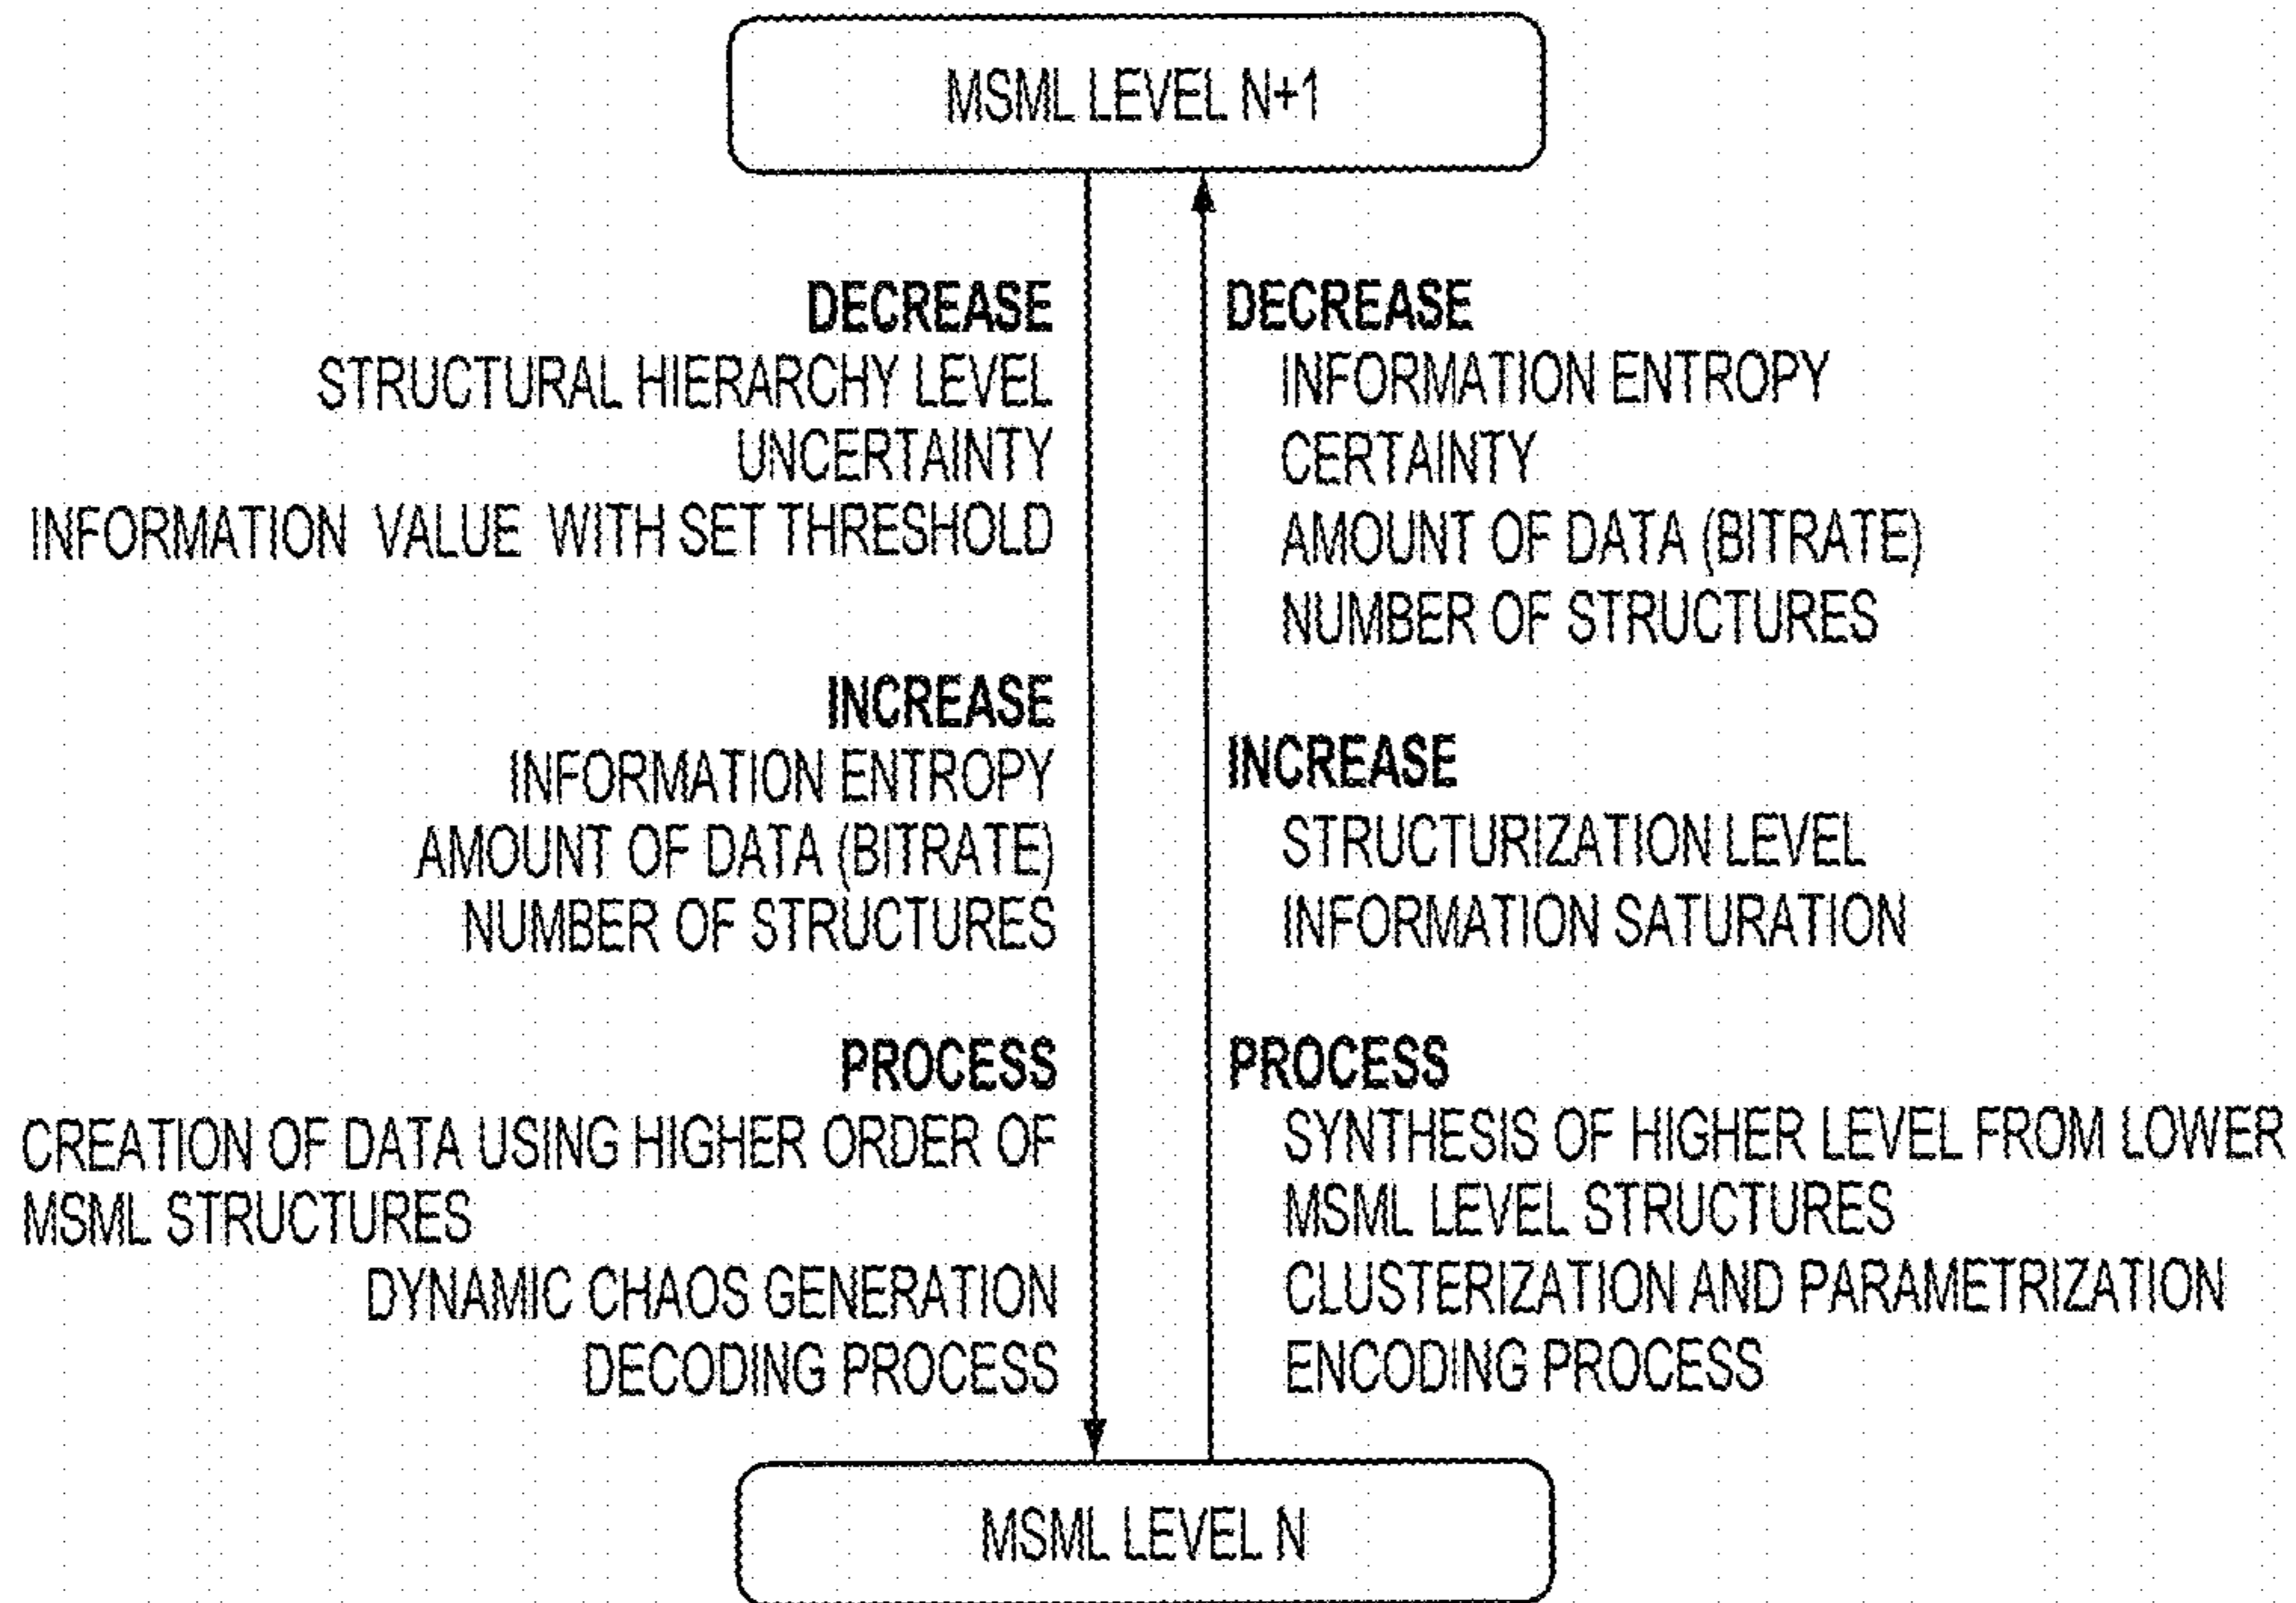 MSML LEVEL N+1
DECREASE
STRUCTURAL HIERARCHY LEVEL
UNCERTAINTY
INFORMATION VALUE WITH SET THRESHOLD
INCREASE
INFORMATION ENTROPY
AMOUNT OF DATA (BITRATE)
NUMBER OF STRUCTURES
PROCESS
CREATION OF DATA USING HIGHER ORDER OF
MSML STRUCTURES
DYNAMIC CHAOS GENERATION
DECODING PROCESS
DECREASE
INFORMATION ENTROPY
CERTAINTY
AMOUNT OF DATA (BITRATE)
NUMBER OF STRUCTURES
INCREASE
STRUCTURIZATION LEVEL
INFORMATION SATURATION
PROCESS
SYNTHESIS OF HIGHER LEVEL FROM LOWER
MSML LEVEL STRUCTURES
CLUSTERIZATION AND PARAMETRIZATION
ENCODING PROCESS
MSML LEVEL N